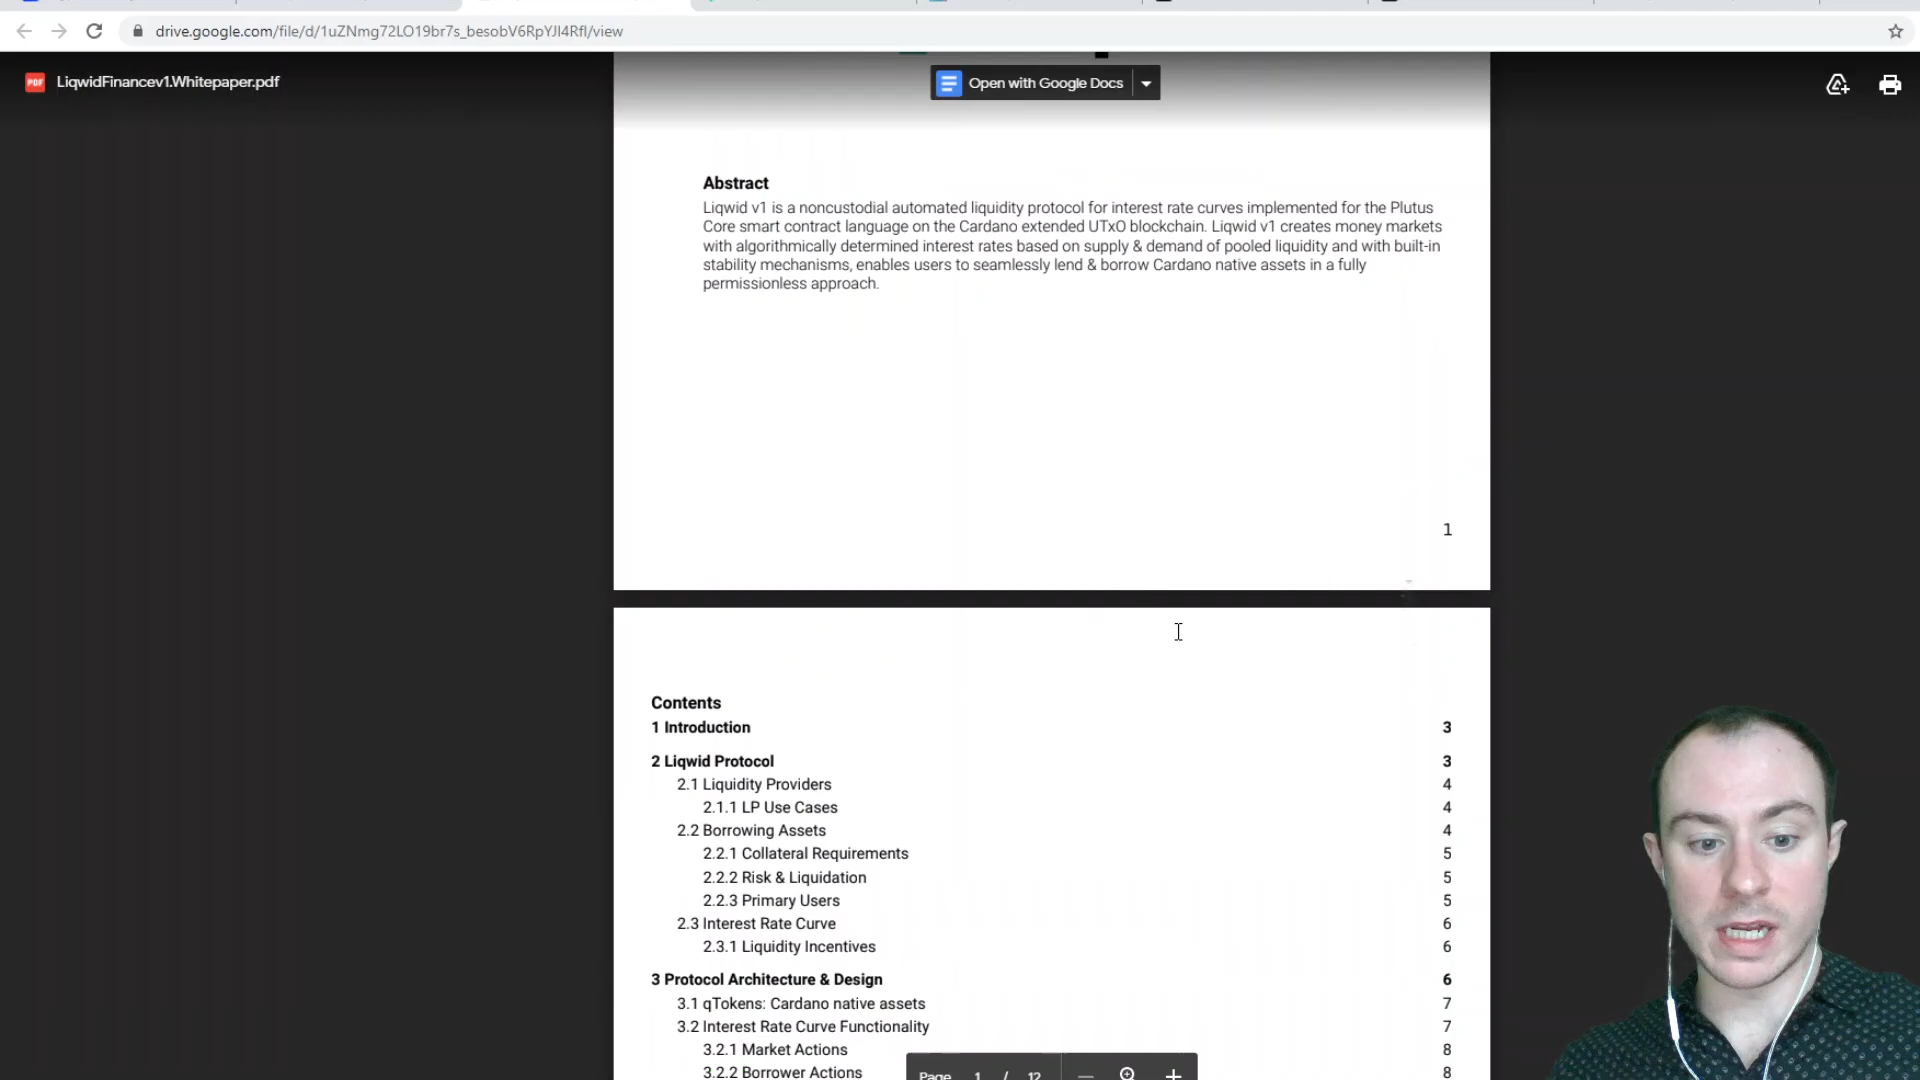 drive.google.com/file/d/1uZNmg72LO19br7s_besobV6RpYJl4Rfl/view
PDF LiqwidFinancev1.Whitepaper.pdf
Open with Google Docs
Abstract
Liqwid v1 is a noncustodial automated liquidity protocol for interest rate curves implemented for the Plutus
Core smart contract language on the Cardano extended UTxO blockchain. Liqwid v1 creates money markets
with algorithmically determined interest rates based on supply & demand of pooled liquidity and with built-in
stability mechanisms, enables users to seamlessly lend & borrow Cardano native assets in a fully
permissionless approach.
1
Contents
1 Introduction 3
2 Liqwid Protocol 3
2.1 Liquidity Providers 4
2.1.1 LP Use Cases 4
2.2 Borrowing Assets 4
2.2.1 Collateral Requirements 5
2.2.2 Risk & Liquidation 5
2.2.3 Primary Users 5
2.3 Interest Rate Curve 6
2.3.1 Liquidity Incentives 6
3 Protocol Architecture & Design 6
3.1 qTokens: Cardano native assets 7
3.2 Interest Rate Curve Functionality 7
3.2.1 Market Actions 8
3.2.2 Borrower Actions 8
Page 1 / 12